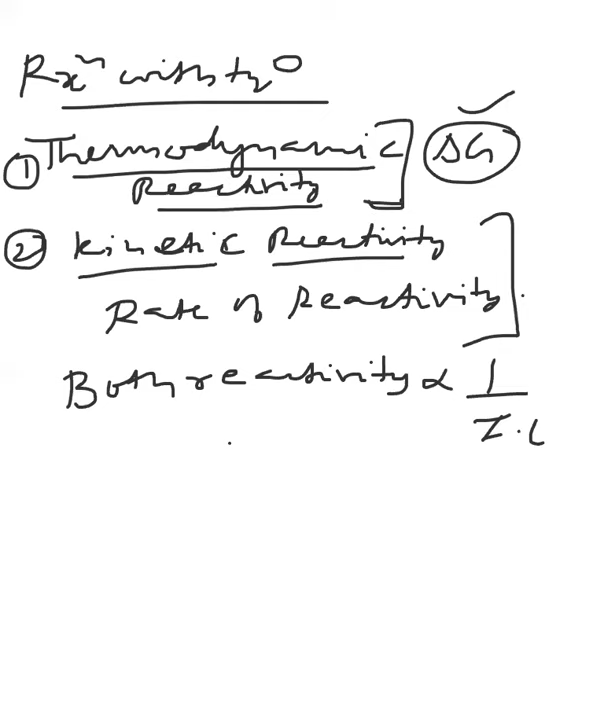 Rxⁿ with H₂O
① Thermodynamic ΔG
Reactivity
② Kinetic Reactivity
Rate of Reactivity
Both reactivity ∝ 1
I.